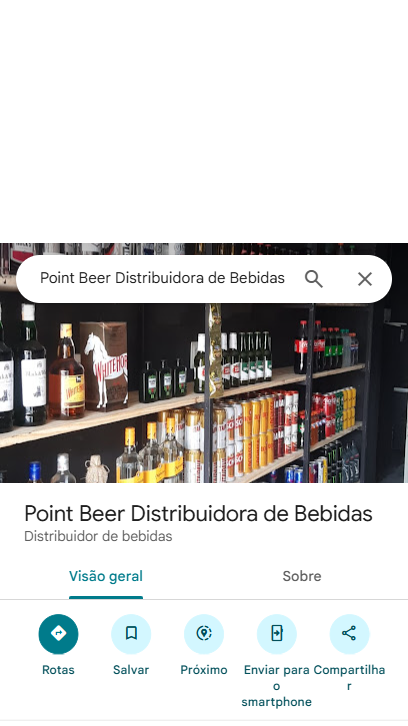 Point Beer Distribuidora de Bebidas
WHITE HORSE
Point Beer Distribuidora de Bebidas
Distribuidor de bebidas
Visão geral
Sobre
Rotas
Salvar
Próximo
Enviar para o smartphone
Compartilhar